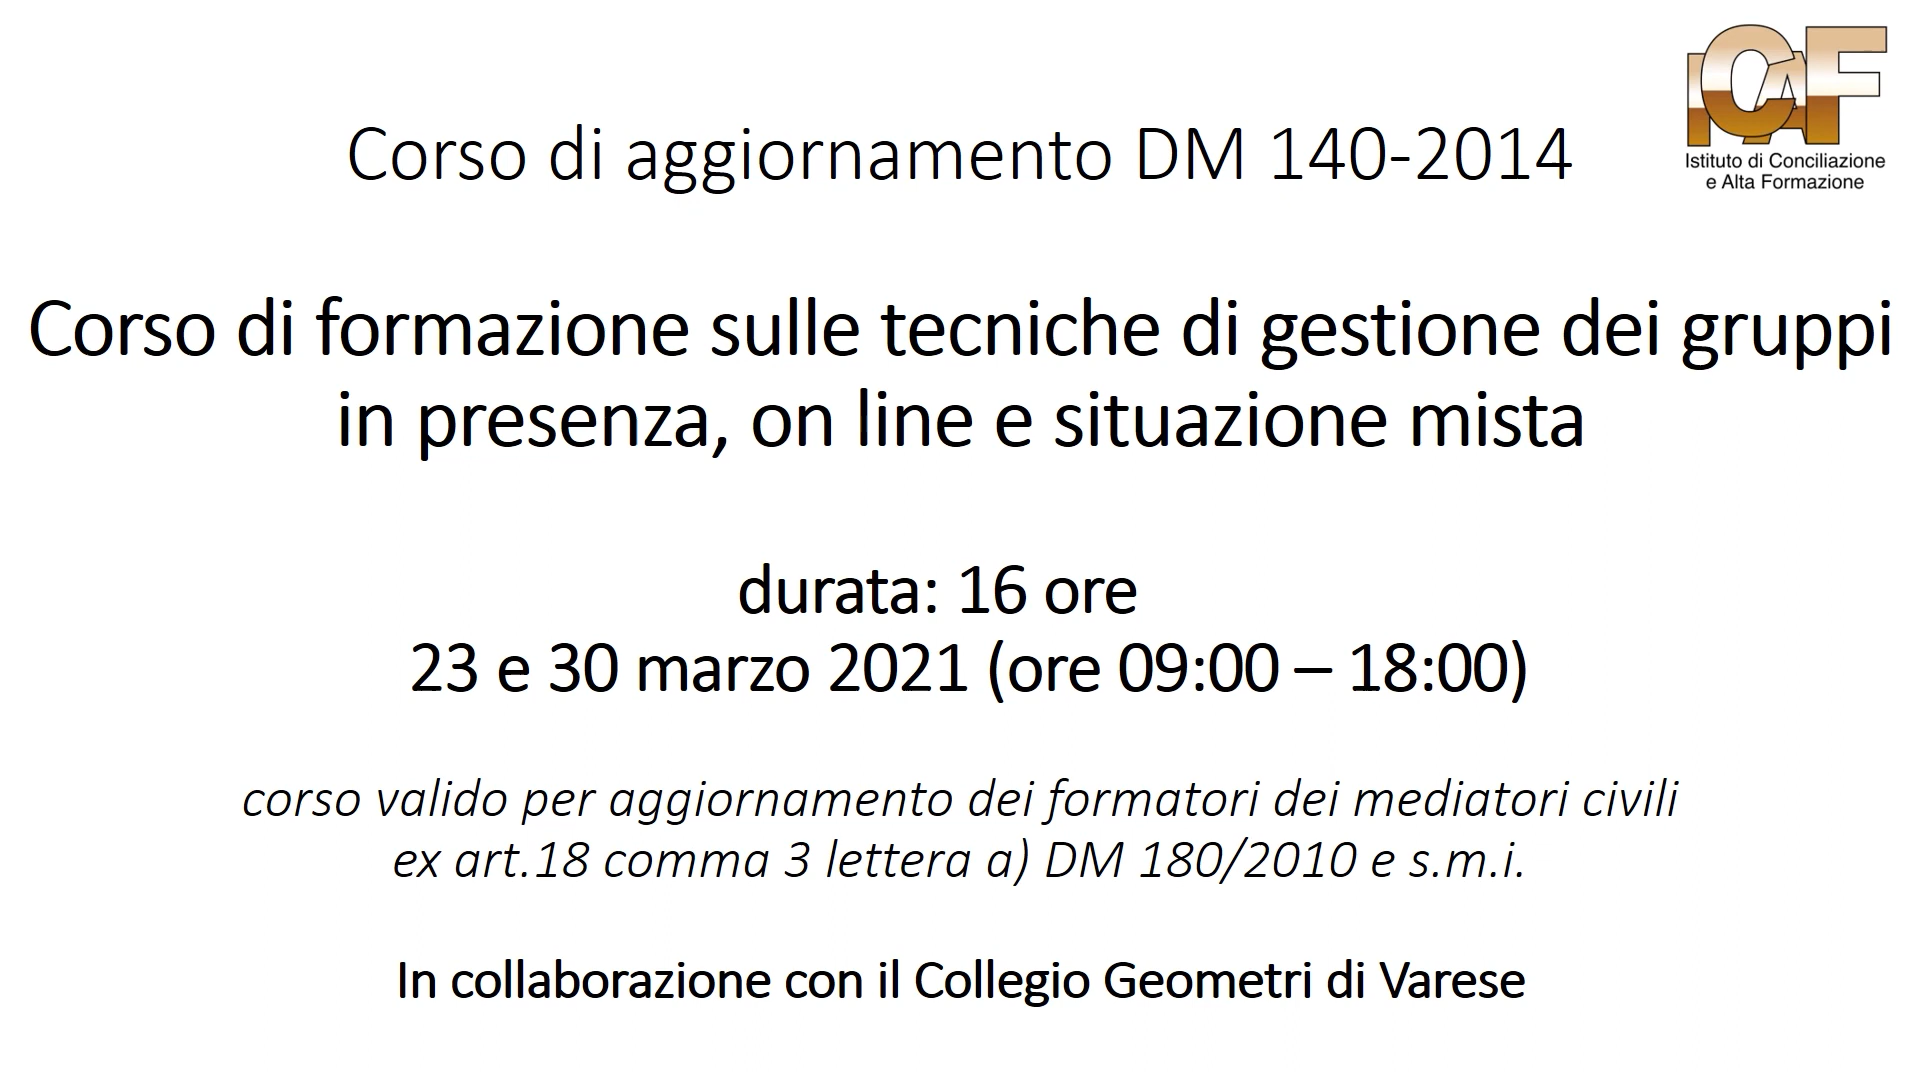 ICAF
Istituto di Conciliazione
e Alta Formazione
Corso di aggiornamento DM 140-2014
Corso di formazione sulle tecniche di gestione dei gruppi
in presenza, on line e situazione mista
durata: 16 ore
23 e 30 marzo 2021 (ore 09:00 – 18:00)
corso valido per aggiornamento dei formatori dei mediatori civili
ex art.18 comma 3 lettera a) DM 180/2010 e s.m.i.
In collaborazione con il Collegio Geometri di Varese